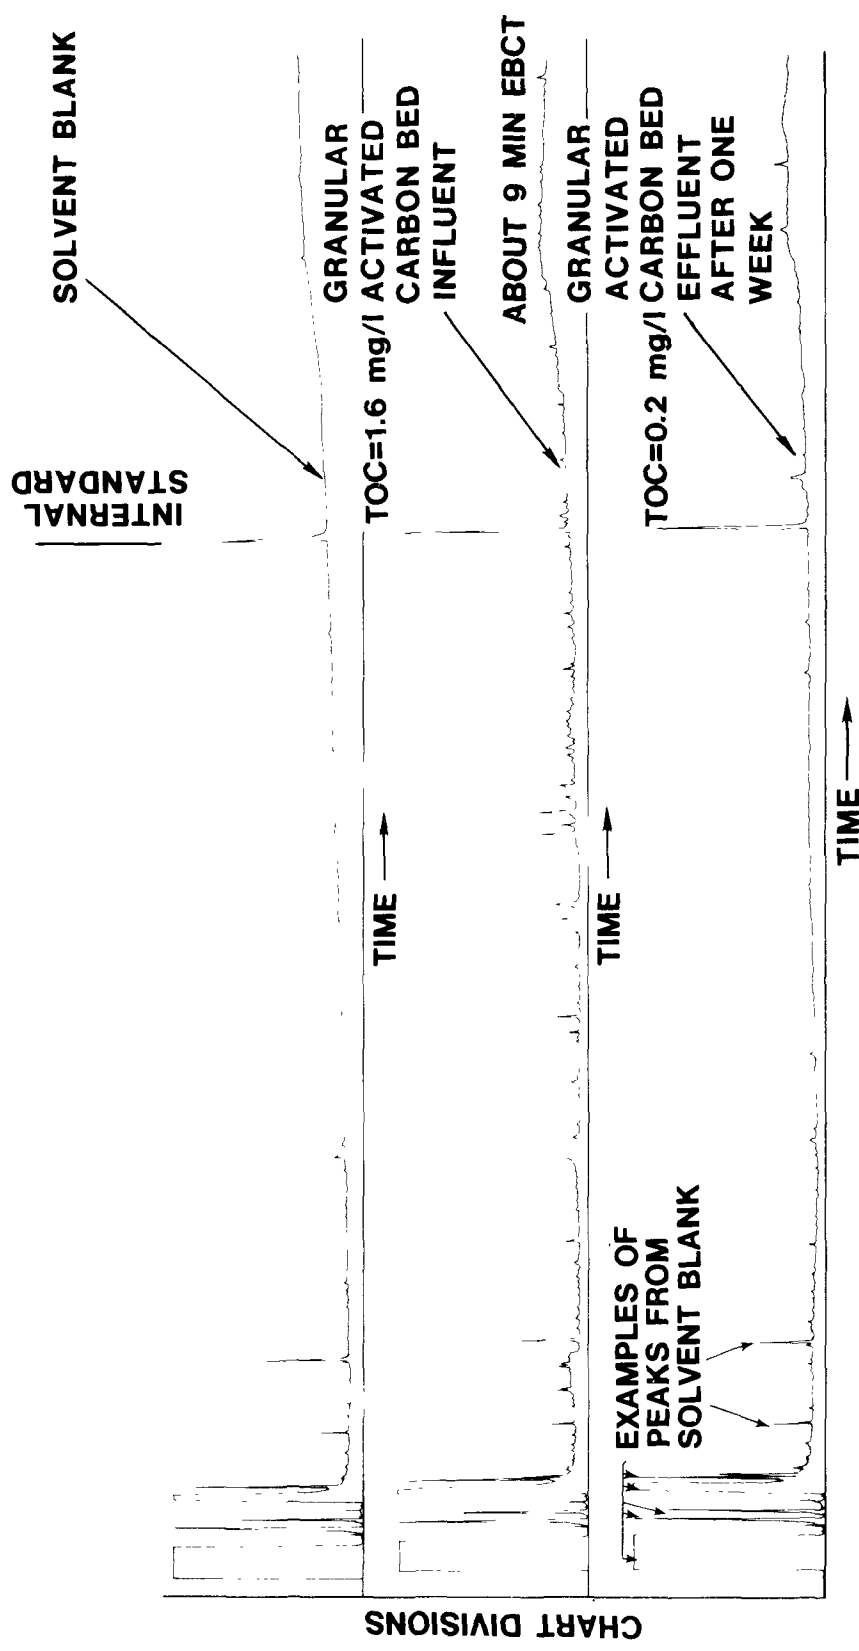 INTERNAL
STANDARD
SOLVENT BLANK
TIME
GRANULAR
TOC=1.6 mg/l ACTIVATED
CARBON BED
INFLUENT
TIME
ABOUT 9 MIN EBCT
GRANULAR
ACTIVATED
TOC=0.2 mg/l CARBON BED
EFFLUENT
AFTER ONE
WEEK
EXAMPLES OF
PEAKS FROM
SOLVENT BLANK
TIME
CHART DIVISIONS